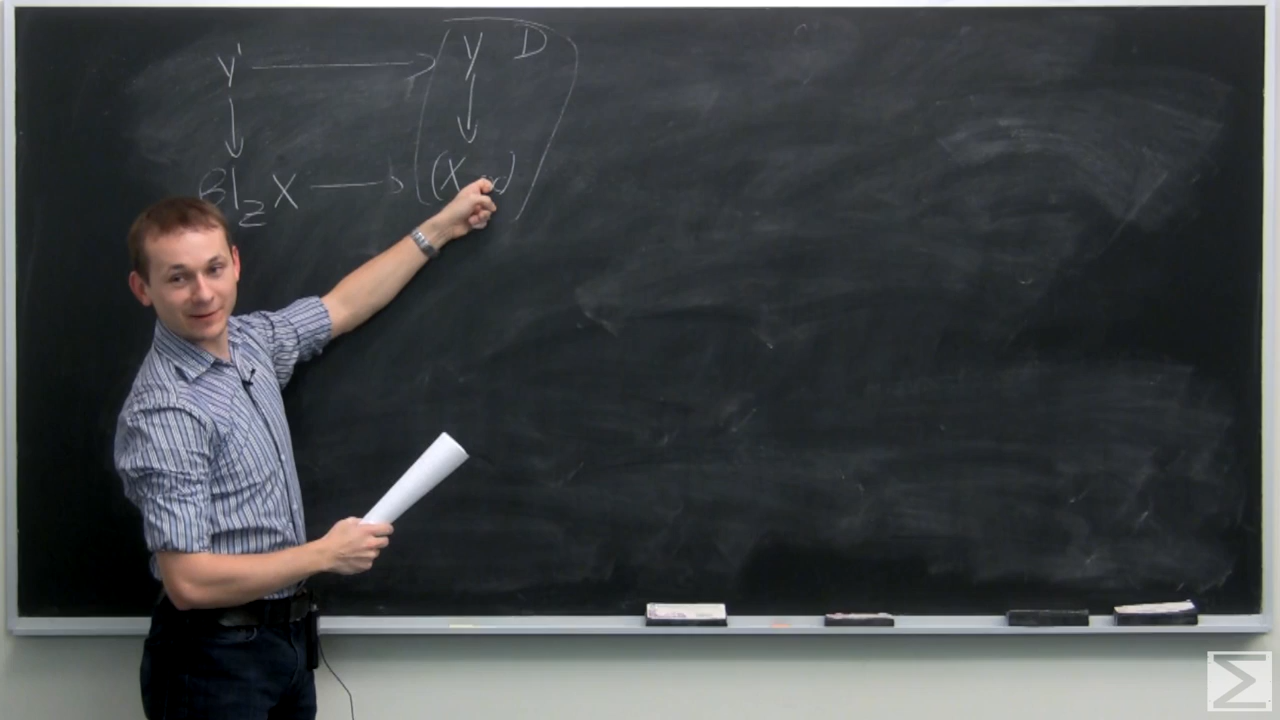 Y' → Y D
↓ ↓
Bl_Z X → (X )
Σ